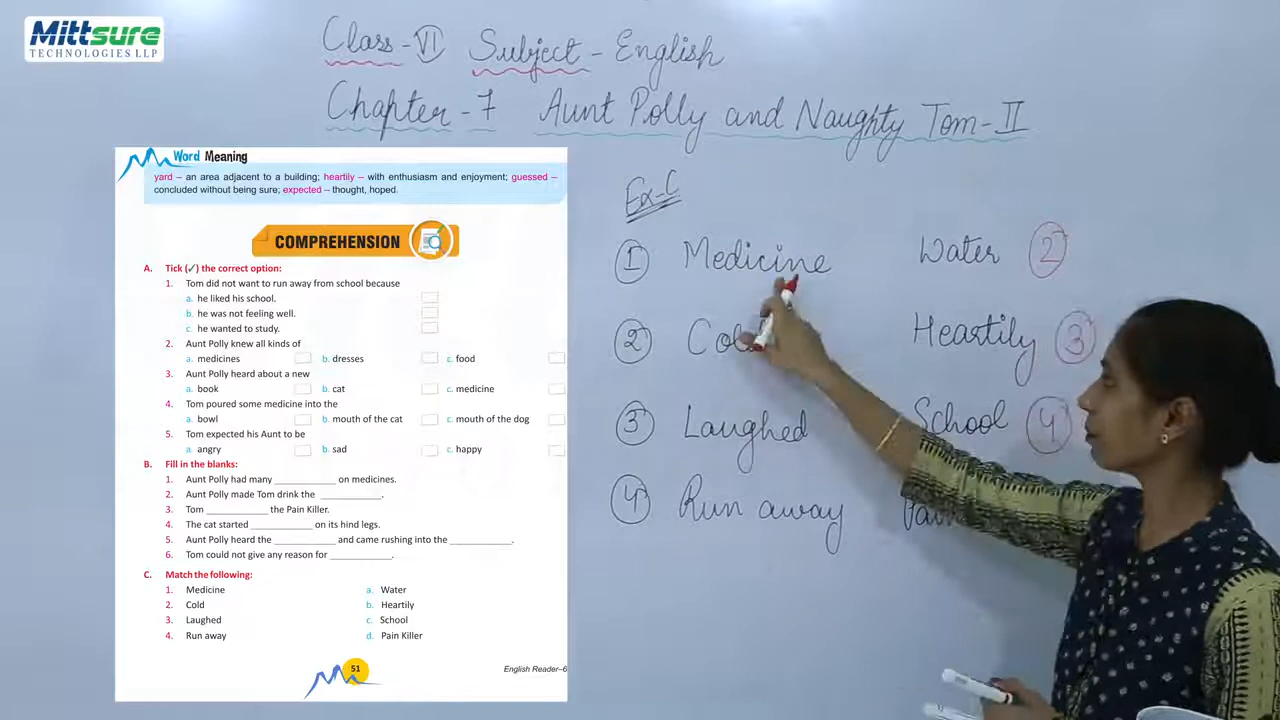 Mittsure
TECHNOLOGIES LLP
Class - VI Subject - English
Chapter - 7 Aunt Polly and Naughty Tom - II
Word Meaning
yard – an area adjacent to a building; heartily – with enthusiasm and enjoyment; guessed –
concluded without being sure; expected – thought, hoped.
COMPREHENSION
A. Tick (✓) the correct option:
1. Tom did not want to run away from school because
a. he liked his school.
b. he was not feeling well.
c. he wanted to study.
2. Aunt Polly knew all kinds of
a. medicines b. dresses c. food
3. Aunt Polly heard about a new
a. book b. cat c. medicine
4. Tom poured some medicine into the
a. bowl b. mouth of the cat c. mouth of the dog
5. Tom expected his Aunt to be
a. angry b. sad c. happy
B. Fill in the blanks:
1. Aunt Polly had many ____________ on medicines.
2. Aunt Polly made Tom drink the ____________.
3. Tom ____________ the Pain Killer.
4. The cat started ____________ on its hind legs.
5. Aunt Polly heard the ____________ and came rushing into the ____________.
6. Tom could not give any reason for ____________.
C. Match the following:
1. Medicine a. Water
2. Cold b. Heartily
3. Laughed c. School
4. Run away d. Pain Killer
51
English Reader–6
Ex-C
1 Medicine Water 2
2 Heartily 3
3 Laughed School 4
4 Run away